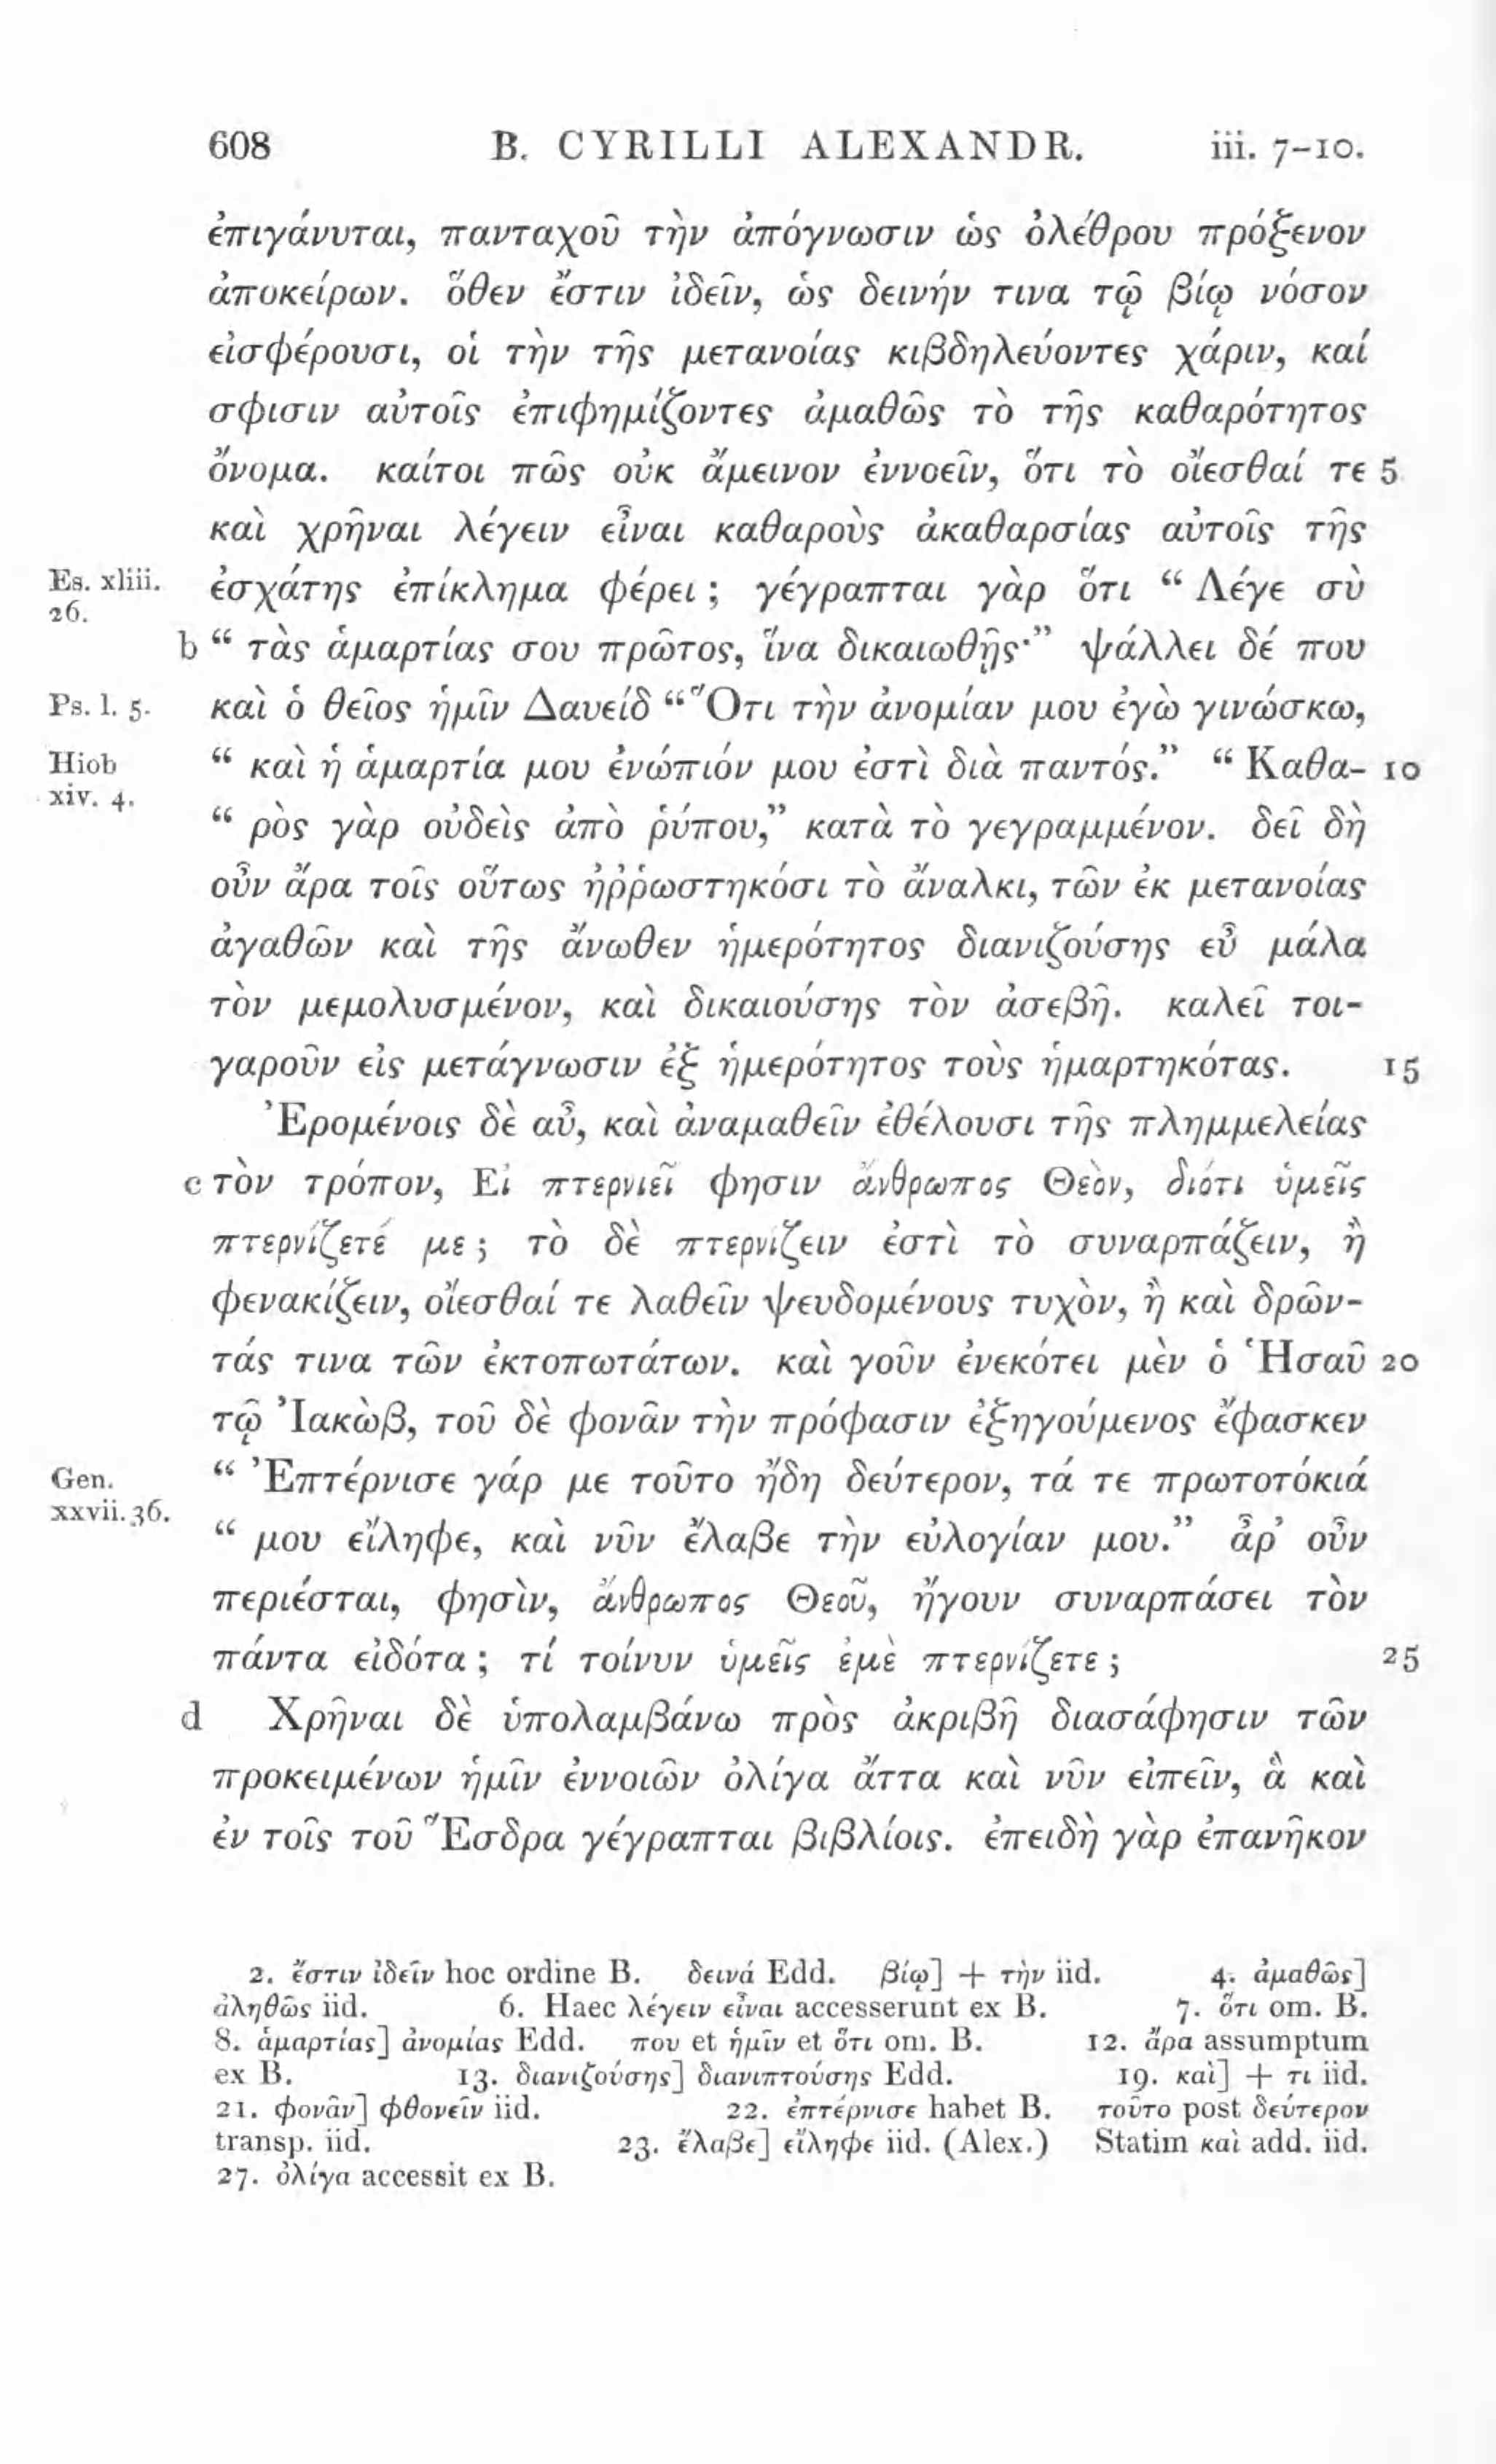 608 B. CYRILLI ALEXANDR. iii. 7-10.
ἐπιγάνυται, πανταχοῦ τὴν ἀπόγνωσιν ὡς ὀλέθρου πρόξενον
ἀποκείρων. ὅθεν ἔστιν ἰδεῖν, ὡς δεινήν τινα τῷ βίῳ νόσον
εἰσφέρουσι, οἱ τὴν τῆς μετανοίας κιβδηλεύοντες χάριν, καί
σφισιν αὐτοῖς ἐπιφημίζοντες ἀμαθῶς τὸ τῆς καθαρότητος
ὄνομα. καίτοι πῶς οὐκ ἄμεινον ἐννοεῖν, ὅτι τὸ οἴεσθαί τε 5
καὶ χρῆναι λέγειν εἶναι καθαροὺς ἀκαθαρσίας αὐτοῖς τῆς
Es. xliii. 26. ἐσχάτης ἐπίκλημα φέρει ; γέγραπται γὰρ ὅτι “ Λέγε σὺ
b “ τὰς ἁμαρτίας σου πρῶτος, ἵνα δικαιωθῇς·” ψάλλει δέ που
Ps. l. 5. καὶ ὁ θεῖος ἡμῖν Δαυείδ “Ὅτι τὴν ἀνομίαν μου ἐγὼ γινώσκω,
Hiob xiv. 4. “ καὶ ἡ ἁμαρτία μου ἐνώπιόν μου ἐστὶ διὰ παντός.” “ Καθα- 10
“ ρὸς γὰρ οὐδεὶς ἀπὸ ῥύπου,” κατὰ τὸ γεγραμμένον. δεῖ δὴ
οὖν ἄρα τοῖς οὕτως ἠῤῥωστηκόσι τὸ ἄναλκι, τῶν ἐκ μετανοίας
ἀγαθῶν καὶ τῆς ἄνωθεν ἡμερότητος διανιζούσης εὖ μάλα
τὸν μεμολυσμένον, καὶ δικαιούσης τὸν ἀσεβῆ. καλεῖ τοι-
γαροῦν εἰς μετάγνωσιν ἐξ ἡμερότητος τοὺς ἡμαρτηκότας. 15
Ἐρομένοις δὲ αὖ, καὶ ἀναμαθεῖν ἐθέλουσι τῆς πλημμελείας
c τὸν τρόπον, Εἰ πτερνιεῖ φησιν ἄνθρωπος Θεὸν, διότι ὑμεῖς
πτερνίζετέ με ; τὸ δὲ πτερνίζειν ἐστὶ τὸ συναρπάζειν, ἢ
φενακίζειν, οἴεσθαί τε λαθεῖν ψευδομένους τυχὸν, ἢ καὶ δρῶν-
τάς τινα τῶν ἐκτοπωτάτων. καὶ γοῦν ἐνεκότει μὲν ὁ Ἡσαῦ 20
τῷ Ἰακὼβ, τοῦ δὲ φονᾶν τὴν πρόφασιν ἐξηγούμενος ἔφασκεν
Gen. xxvii. 36. “ Ἐπτέρνισε γάρ με τοῦτο ἤδη δεύτερον, τά τε πρωτοτόκιά
“ μου εἴληφε, καὶ νῦν ἔλαβε τὴν εὐλογίαν μου.” ἆρ’ οὖν
περιέσται, φησὶν, ἄνθρωπος Θεοῦ, ἤγουν συναρπάσει τὸν
πάντα εἰδότα ; τί τοίνυν ὑμεῖς ἐμὲ πτερνίζετε ; 25
d Χρῆναι δὲ ὑπολαμβάνω πρὸς ἀκριβῆ διασάφησιν τῶν
προκειμένων ἡμῖν ἐννοιῶν ὀλίγα ἄττα καὶ νῦν εἰπεῖν, ἃ καὶ
ἐν τοῖς τοῦ Ἔσδρα γέγραπται βιβλίοις. ἐπειδὴ γὰρ ἐπανῆκον
2. ἔστιν ἰδεῖν hoc ordine B. δεινά Edd. βίῳ] + τὴν iid. 4. ἀμαθῶς]
ἀληθῶς iid. 6. Haec λέγειν εἶναι accesserunt ex B. 7. ὅτι om. B.
8. ἁμαρτίας] ἀνομίας Edd. που et ἡμῖν et ὅτι om. B. 12. ἄρα assumptum
ex B. 13. διανιζούσης] διανιπτούσης Edd. 19. καὶ] + τι iid.
21. φονᾶν] φθονεῖν iid. 22. ἐπτέρνισε habet B. τοῦτο post δεύτερον
transp. iid. 23. ἔλαβε] εἴληφε iid. (Alex.) Statim καὶ add. iid.
27. ὀλίγα accessit ex B.